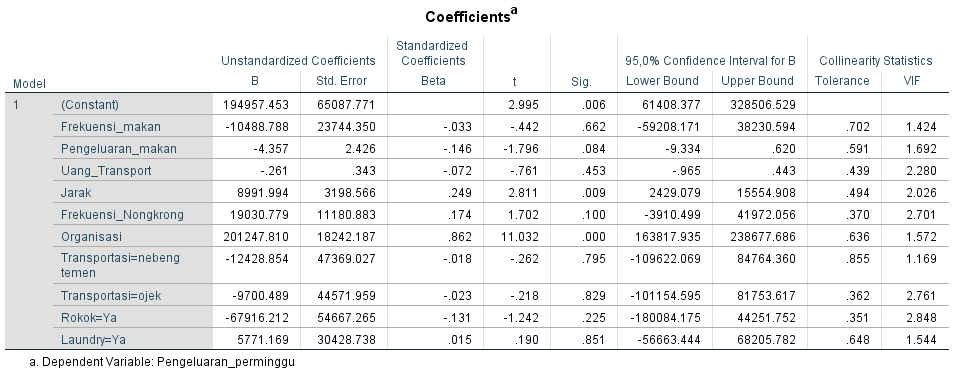 Coefficientsa
Model Unstandardized Coefficients Standardized Coefficients t Sig. 95,0% Confidence Interval for B Collinearity Statistics
B Std. Error Beta Lower Bound Upper Bound Tolerance VIF
1 (Constant) 194957.453 65087.771 2.995 .006 61408.377 328506.529
Frekuensi_makan -10488.788 23744.350 -.033 -.442 .662 -59208.171 38230.594 .702 1.424
Pengeluaran_makan -4.357 2.426 -.146 -1.796 .084 -9.334 .620 .591 1.692
Uang_Transport -.261 .343 -.072 -.761 .453 -.965 .443 .439 2.280
Jarak 8991.994 3198.566 .249 2.811 .009 2429.079 15554.908 .494 2.026
Frekuensi_Nongkrong 19030.779 11180.883 .174 1.702 .100 -3910.499 41972.056 .370 2.701
Organisasi 201247.810 18242.187 .862 11.032 .000 163817.935 238677.686 .636 1.572
Transportasi=nebeng temen -12428.854 47369.027 -.018 -.262 .795 -109622.069 84764.360 .855 1.169
Transportasi=ojek -9700.489 44571.959 -.023 -.218 .829 -101154.595 81753.617 .362 2.761
Rokok=Ya -67916.212 54667.265 -.131 -1.242 .225 -180084.175 44251.752 .351 2.848
Laundry=Ya 5771.169 30428.738 .015 .190 .851 -56663.444 68205.782 .648 1.544
a. Dependent Variable: Pengeluaran_perminggu